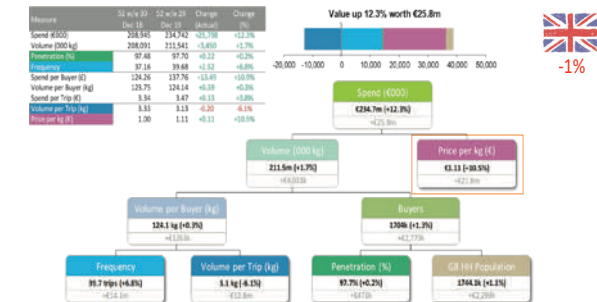 Value up 12.3% worth €25.8m
Measure
52 w/e 30 Dec 18
52 w/e 29 Dec 19
Change (Actual)
Change (%)
Spend (€000) 208,945 234,742 +25,798 +12.3%
Volume (000 kg) 208,091 211,541 +3,450 +1.7%
Penetration (%) 97.48 97.70 +0.22 +0.2%
Frequency 37.16 39.68 +2.52 +6.8%
Spend per Buyer (£) 124.26 137.76 +13.49 +10.9%
Volume per Buyer (kg) 123.75 124.14 +0.39 +0.3%
Spend per Trip (€) 3.34 3.47 +0.13 +3.8%
Volume per Trip (kg) 3.33 3.13 -0.20 -6.1%
Price per kg (€) 1.00 1.11 +0.11 +10.5%
-20,000 -10,000 - 10,000 20,000 30,000 40,000 50,000
-1%
Spend (€000)
€234.7m (+12.3%)
+€25.8m
Volume (000 kg)
211.5m (+1.7%)
Price per kg (€)
€1.11 (+10.5%)
+€21.8m
Volume per Buyer (kg)
124.1 kg (+0.3%)
Buyers
1704k (+1.3%)
+€2,773k
Frequency
39.7 trips (+6.8%)
+€14.1m
Volume per Trip (kg)
3.1 kg (-6.1%)
-€12.8m
Penetration (%)
97.7% (+0.2%)
+€478k
GB HH Population
1744.1k (+1.1%)